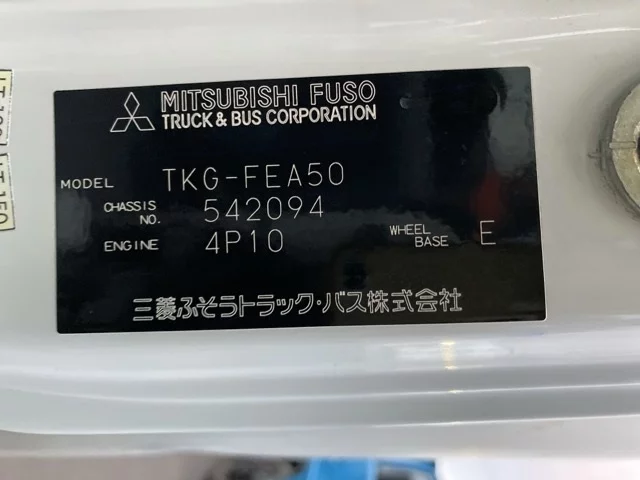 MITSUBISHI FUSO
TRUCK & BUS CORPORATION
MODEL TKG-FEA50
CHASSIS NO. 542094
ENGINE 4P10
WHEEL BASE E
三菱ふそうトラック・バス株式会社